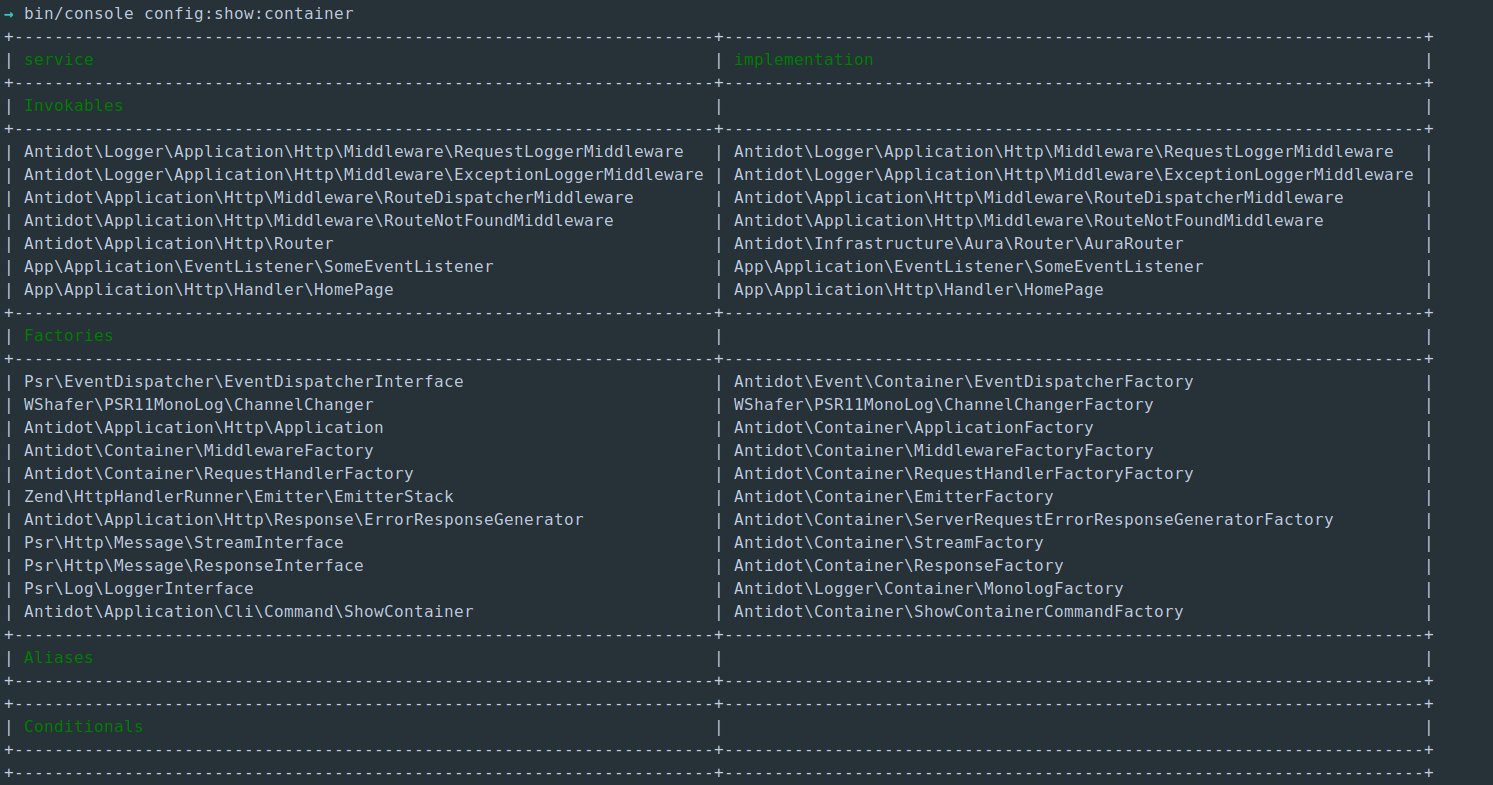 → bin/console config:show:container
+----------------------------------------------------------------------+----------------------------------------------------------------------+
| service | implementation |
+----------------------------------------------------------------------+----------------------------------------------------------------------+
| Invokables | |
+----------------------------------------------------------------------+----------------------------------------------------------------------+
| Antidot\Logger\Application\Http\Middleware\RequestLoggerMiddleware | Antidot\Logger\Application\Http\Middleware\RequestLoggerMiddleware |
| Antidot\Logger\Application\Http\Middleware\ExceptionLoggerMiddleware | Antidot\Logger\Application\Http\Middleware\ExceptionLoggerMiddleware |
| Antidot\Application\Http\Middleware\RouteDispatcherMiddleware | Antidot\Application\Http\Middleware\RouteDispatcherMiddleware |
| Antidot\Application\Http\Middleware\RouteNotFoundMiddleware | Antidot\Application\Http\Middleware\RouteNotFoundMiddleware |
| Antidot\Application\Http\Router | Antidot\Infrastructure\Aura\Router\AuraRouter |
| App\Application\EventListener\SomeEventListener | App\Application\EventListener\SomeEventListener |
| App\Application\Http\Handler\HomePage | App\Application\Http\Handler\HomePage |
+----------------------------------------------------------------------+----------------------------------------------------------------------+
| Factories | |
+----------------------------------------------------------------------+----------------------------------------------------------------------+
| Psr\EventDispatcher\EventDispatcherInterface | Antidot\Event\Container\EventDispatcherFactory |
| WShafer\PSR11MonoLog\ChannelChanger | WShafer\PSR11MonoLog\ChannelChangerFactory |
| Antidot\Application\Http\Application | Antidot\Container\ApplicationFactory |
| Antidot\Container\MiddlewareFactory | Antidot\Container\MiddlewareFactoryFactory |
| Antidot\Container\RequestHandlerFactory | Antidot\Container\RequestHandlerFactoryFactory |
| Zend\HttpHandlerRunner\Emitter\EmitterStack | Antidot\Container\EmitterFactory |
| Antidot\Application\Http\Response\ErrorResponseGenerator | Antidot\Container\ServerRequestErrorResponseGeneratorFactory |
| Psr\Http\Message\StreamInterface | Antidot\Container\StreamFactory |
| Psr\Http\Message\ResponseInterface | Antidot\Container\ResponseFactory |
| Psr\Log\LoggerInterface | Antidot\Logger\Container\MonologFactory |
| Antidot\Application\Cli\Command\ShowContainer | Antidot\Container\ShowContainerCommandFactory |
+----------------------------------------------------------------------+----------------------------------------------------------------------+
| Aliases | |
+----------------------------------------------------------------------+----------------------------------------------------------------------+
+----------------------------------------------------------------------+----------------------------------------------------------------------+
| Conditionals | |
+----------------------------------------------------------------------+----------------------------------------------------------------------+
+----------------------------------------------------------------------+----------------------------------------------------------------------+